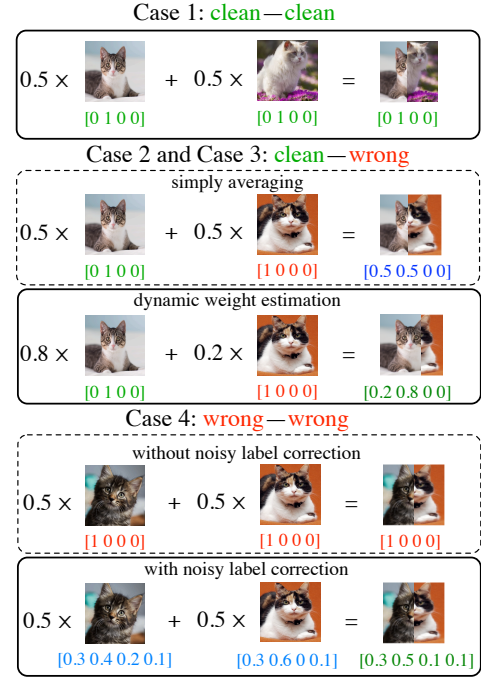 Case 1: clean—clean
0.5 × + 0.5 × =
[0 1 0 0] [0 1 0 0] [0 1 0 0]
Case 2 and Case 3: clean—wrong
simply averaging
0.5 × + 0.5 × =
[0 1 0 0] [1 0 0 0] [0.5 0.5 0 0]
dynamic weight estimation
0.8 × + 0.2 × =
[0 1 0 0] [1 0 0 0] [0.2 0.8 0 0]
Case 4: wrong—wrong
without noisy label correction
0.5 × + 0.5 × =
[1 0 0 0] [1 0 0 0] [1 0 0 0]
with noisy label correction
0.5 × + 0.5 × =
[0.3 0.4 0.2 0.1] [0.3 0.6 0 0.1] [0.3 0.5 0.1 0.1]